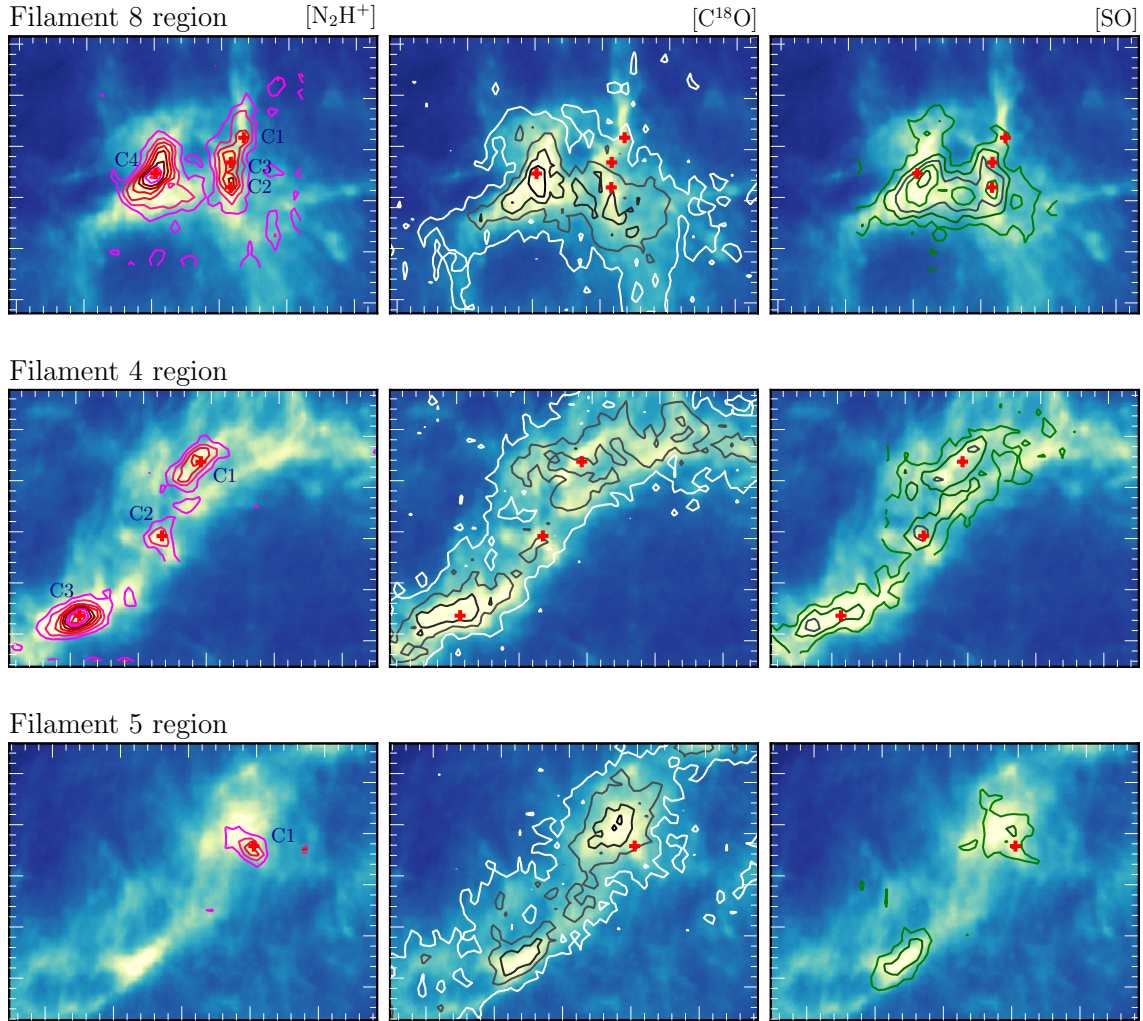 Filament 8 region [N₂H⁺] [C¹⁸O] [SO]
C1
C4
C3
C2
Filament 4 region
C1
C2
C3
Filament 5 region
C1